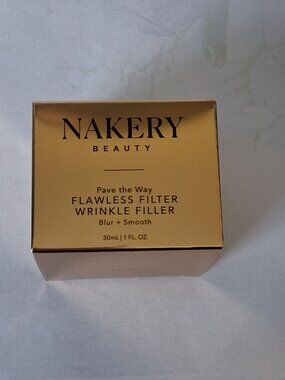 NAKERY
BEAUTY
Pave the Way
FLAWLESS FILTER
WRINKLE FILLER
Blur + Smooth
30mL | 1 FL. OZ.